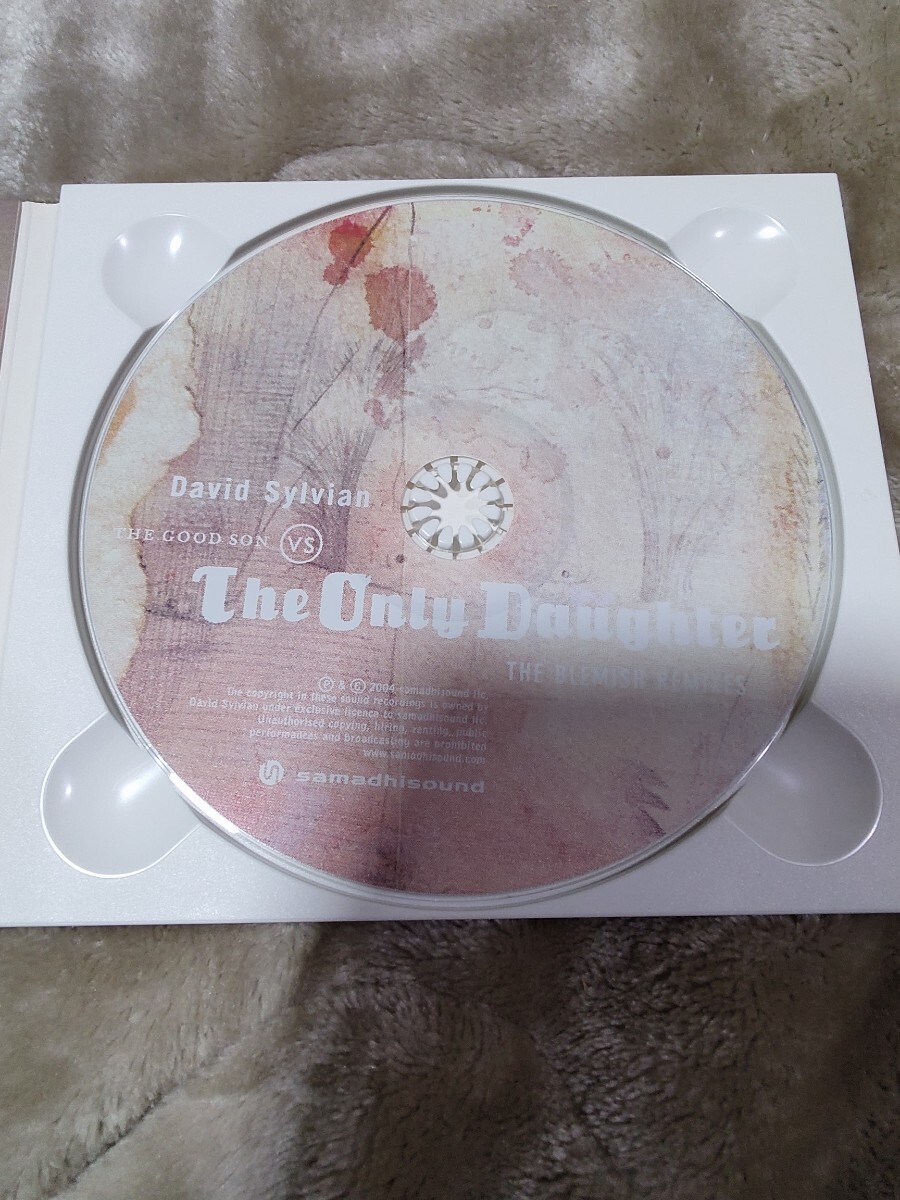 David Sylvian
THE GOOD SON VS
The Only Daughter
THE BLEMISH REMIXES
℗ & © 2004 samadhisound llc.
The copyright in these sound recordings is owned by
David Sylvian under exclusive licence to samadhisound llc.
Unauthorised copying, hiring, renting, public
performances and broadcasting are prohibited
www.samadhisound.com
samadhisound